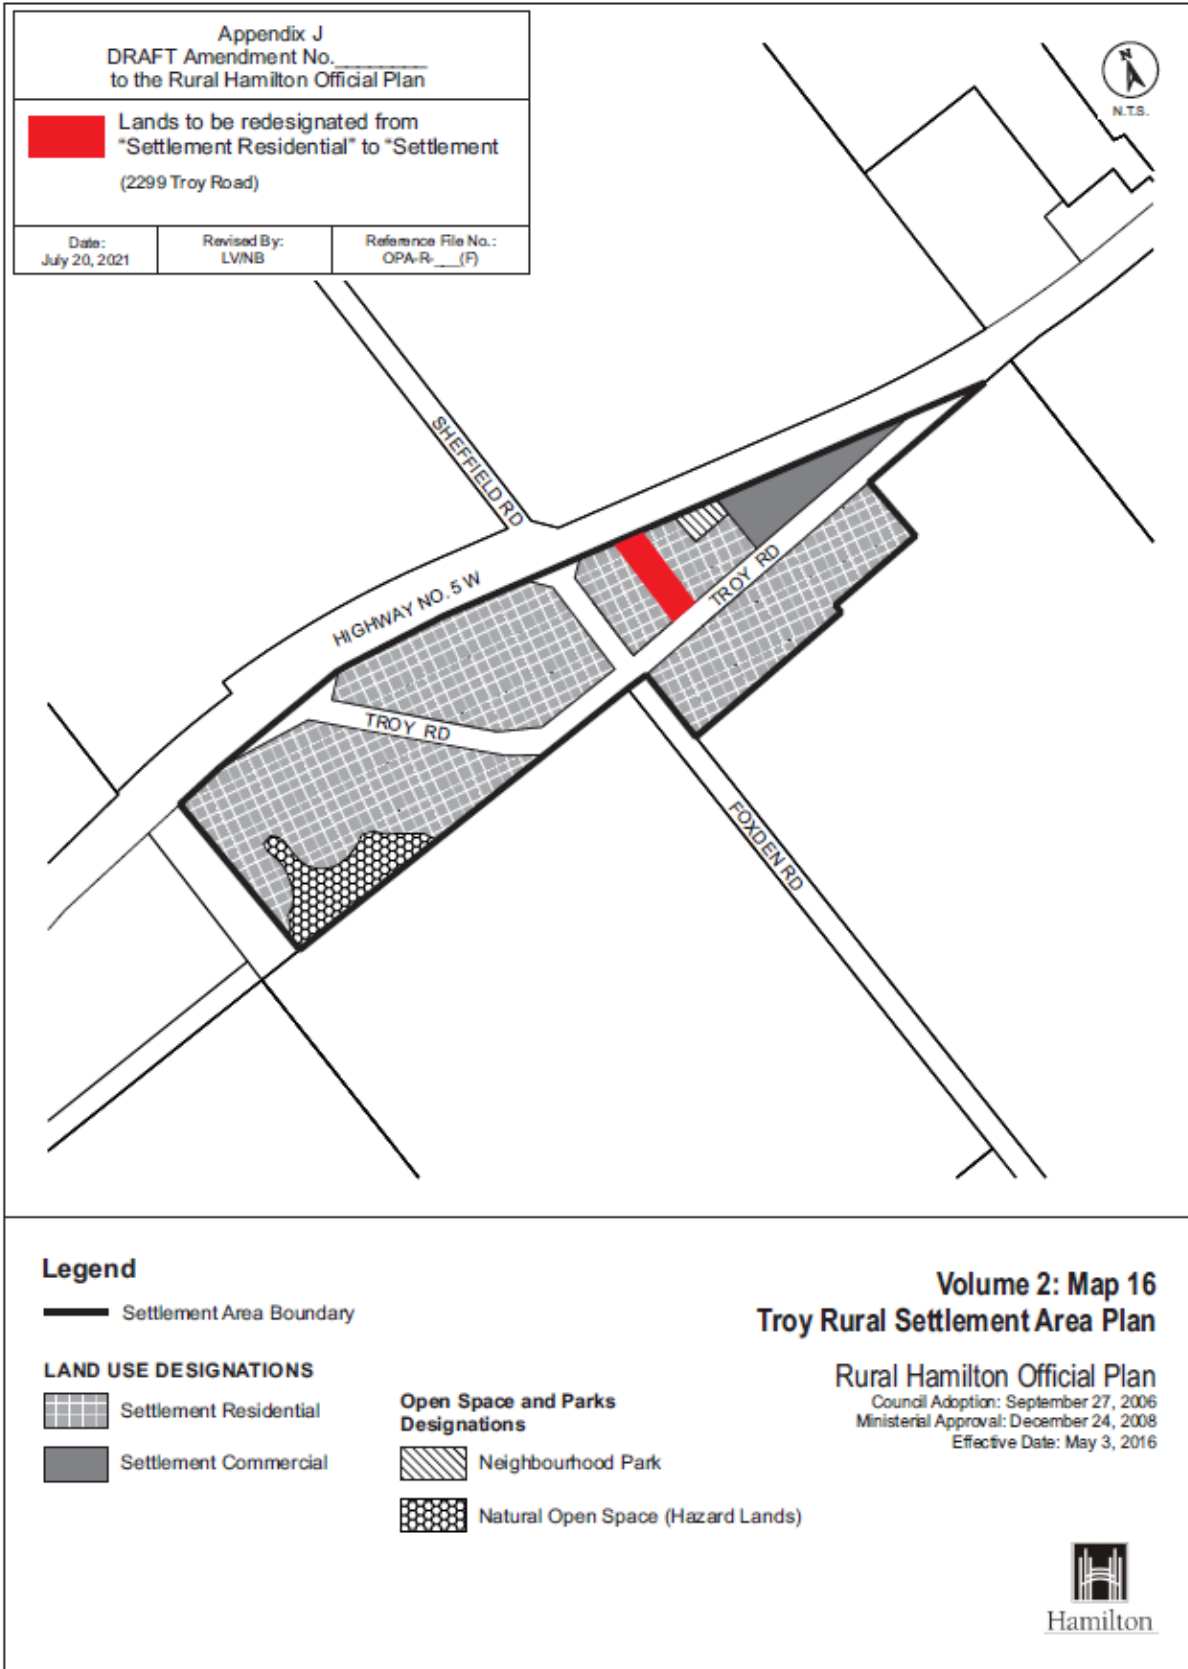 Appendix J
DRAFT Amendment No.________
to the Rural Hamilton Official Plan
Lands to be redesignated from
“Settlement Residential” to “Settlement
(2299 Troy Road)
Date:
July 20, 2021
Revised By:
LV/NB
Reference File No.:
OPA-R-___(F)
N
N.T.S.
SHEFFIELD RD
HIGHWAY NO. 5 W
TROY RD
TROY RD
FOXDEN RD
Legend
Settlement Area Boundary
LAND USE DESIGNATIONS
Settlement Residential
Settlement Commercial
Open Space and Parks
Designations
Neighbourhood Park
Natural Open Space (Hazard Lands)
Volume 2: Map 16
Troy Rural Settlement Area Plan
Rural Hamilton Official Plan
Council Adoption: September 27, 2006
Ministerial Approval: December 24, 2008
Effective Date: May 3, 2016
Hamilton